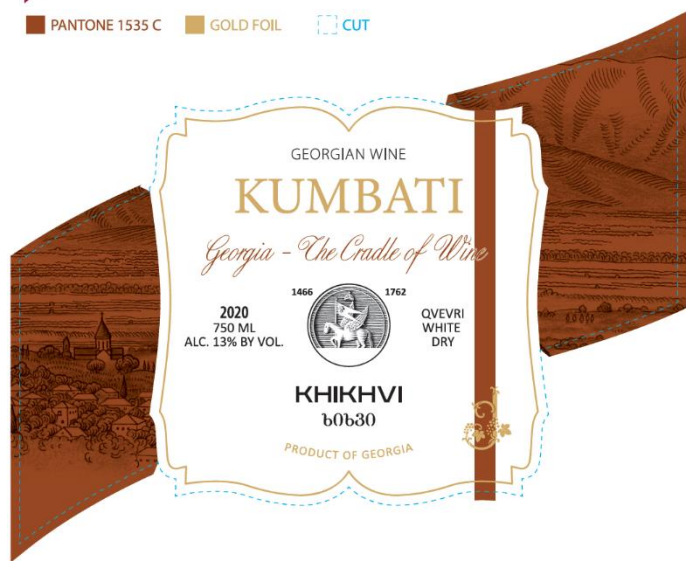 PANTONE 1535 C GOLD FOIL CUT
GEORGIAN WINE
KUMBATI
Georgia - The Cradle of Wine
1466 1762
2020
750 ML
ALC. 13% BY VOL.
QVEVRI
WHITE
DRY
KHIKHVI
ხიხვი
PRODUCT OF GEORGIA